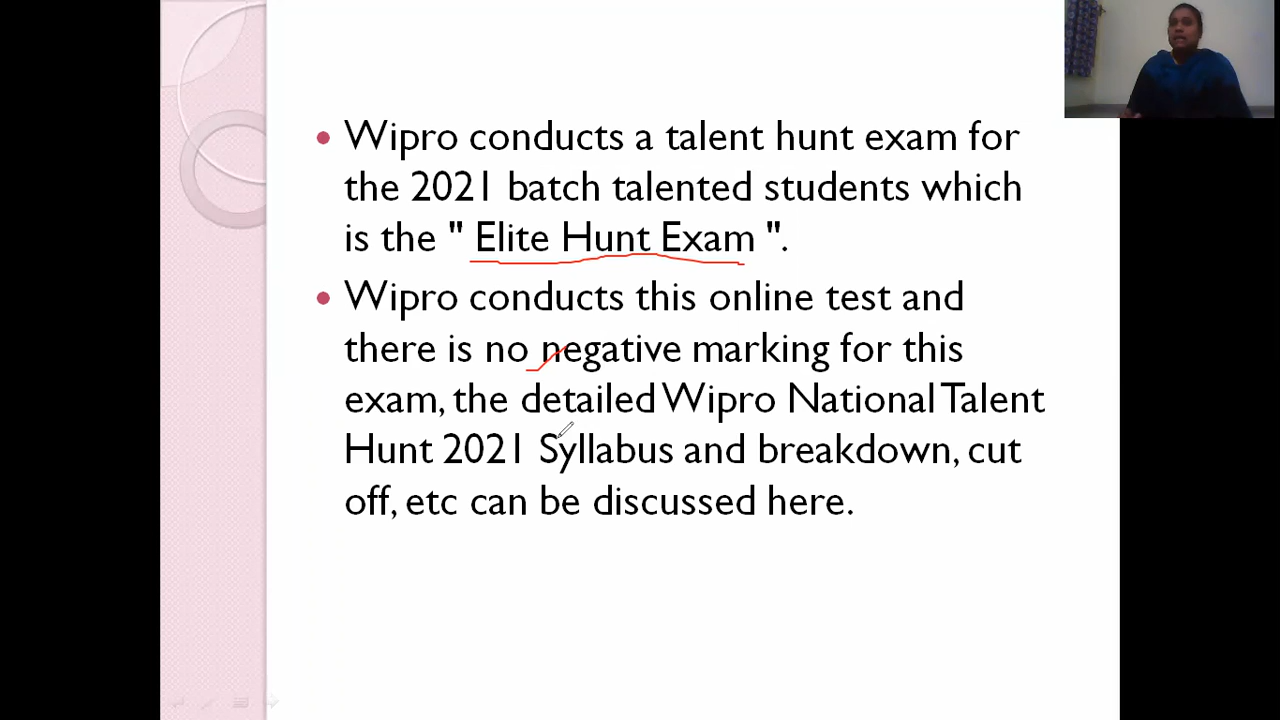 Wipro conducts a talent hunt exam for
the 2021 batch talented students which
is the " Elite Hunt Exam ".
Wipro conducts this online test and
there is no negative marking for this
exam, the detailed Wipro National Talent
Hunt 2021 Syllabus and breakdown, cut
off, etc can be discussed here.